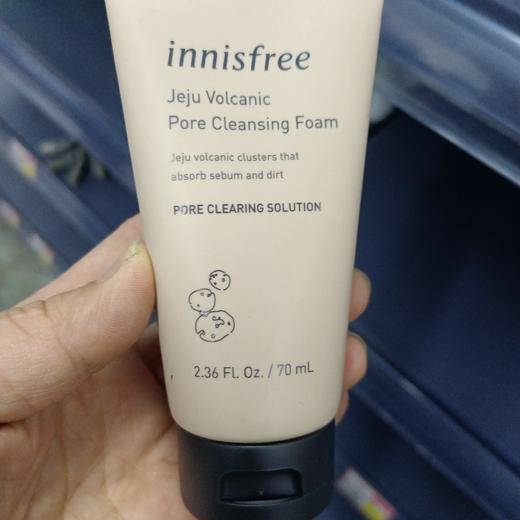 innisfree
Jeju Volcanic
Pore Cleansing Foam
Jeju volcanic clusters that
absorb sebum and dirt
PORE CLEARING SOLUTION
2.36 Fl. Oz. / 70 mL